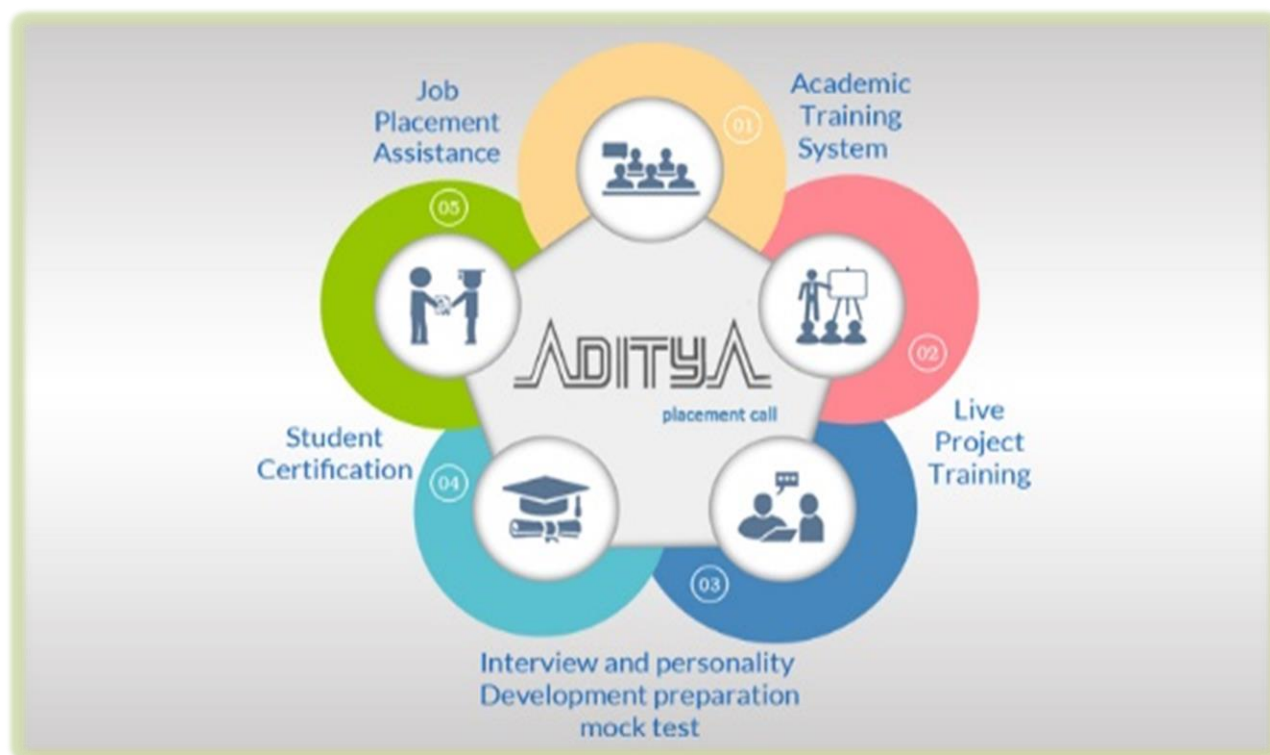 01
Academic
Training
System
02
Live
Project
Training
03
Interview and personality
Development preparation
mock test
04
Student
Certification
05
Job
Placement
Assistance
ADITYA
placement call